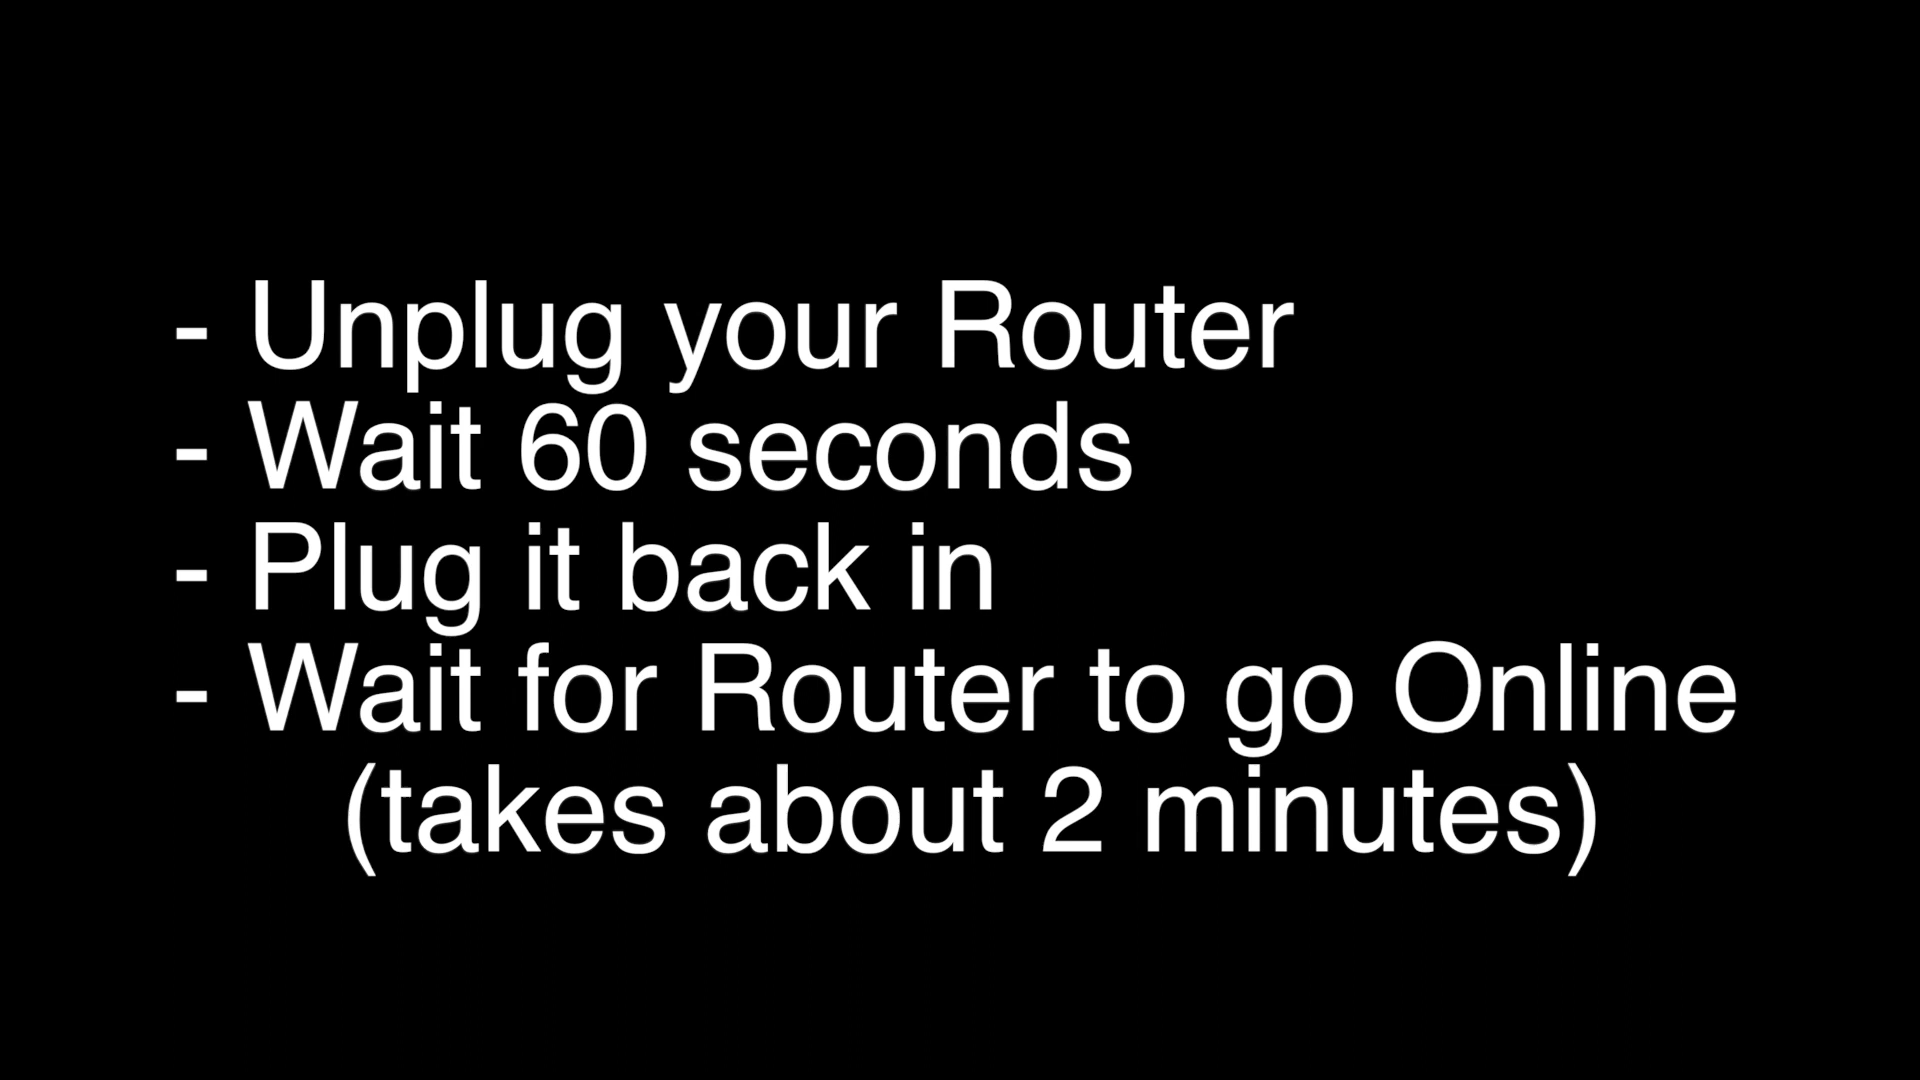 - Unplug your Router
- Wait 60 seconds
- Plug it back in
- Wait for Router to go Online
(takes about 2 minutes)